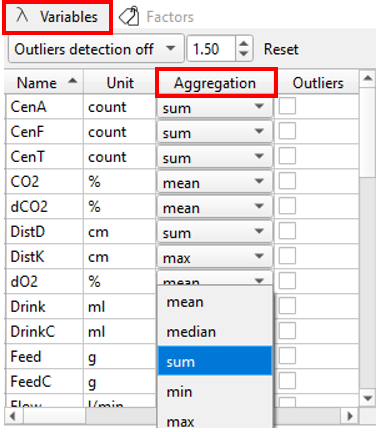 λ Variables Factors
Outliers detection off 1.50 Reset
Name Unit Aggregation Outliers
CenA count sum
CenF count sum
CenT count sum
CO2 % mean
dCO2 % mean
DistD cm sum
DistK cm max
dO2 % mean
Drink ml mean
DrinkC ml median
Feed g sum
FeedC g min
Flow l/min max